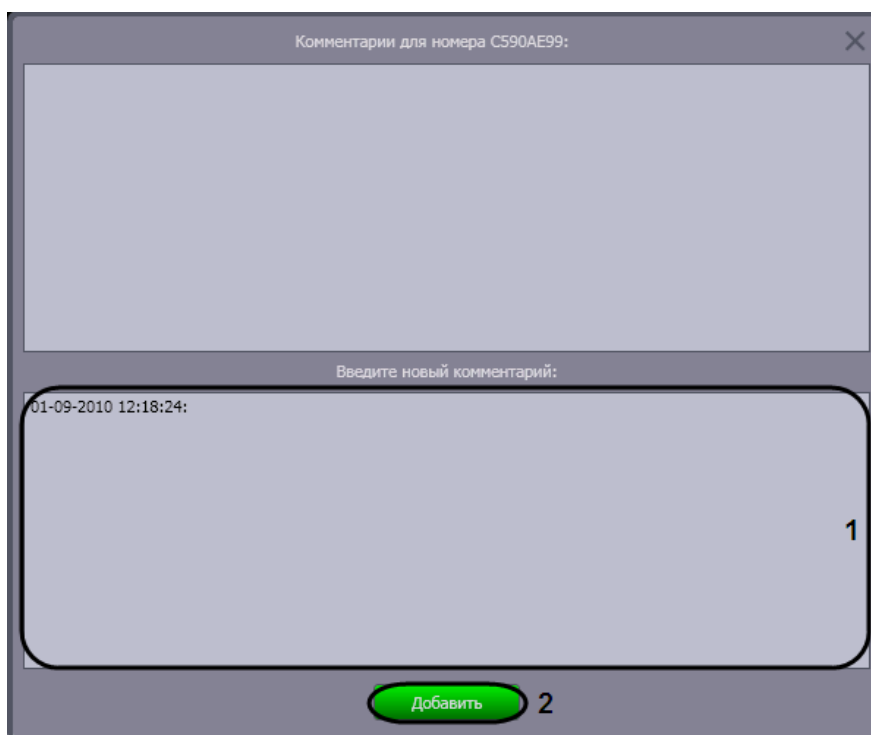 Комментарии для номера C590AE99:
Введите новый комментарий:
01-09-2010 12:18:24:
1
Добавить 2